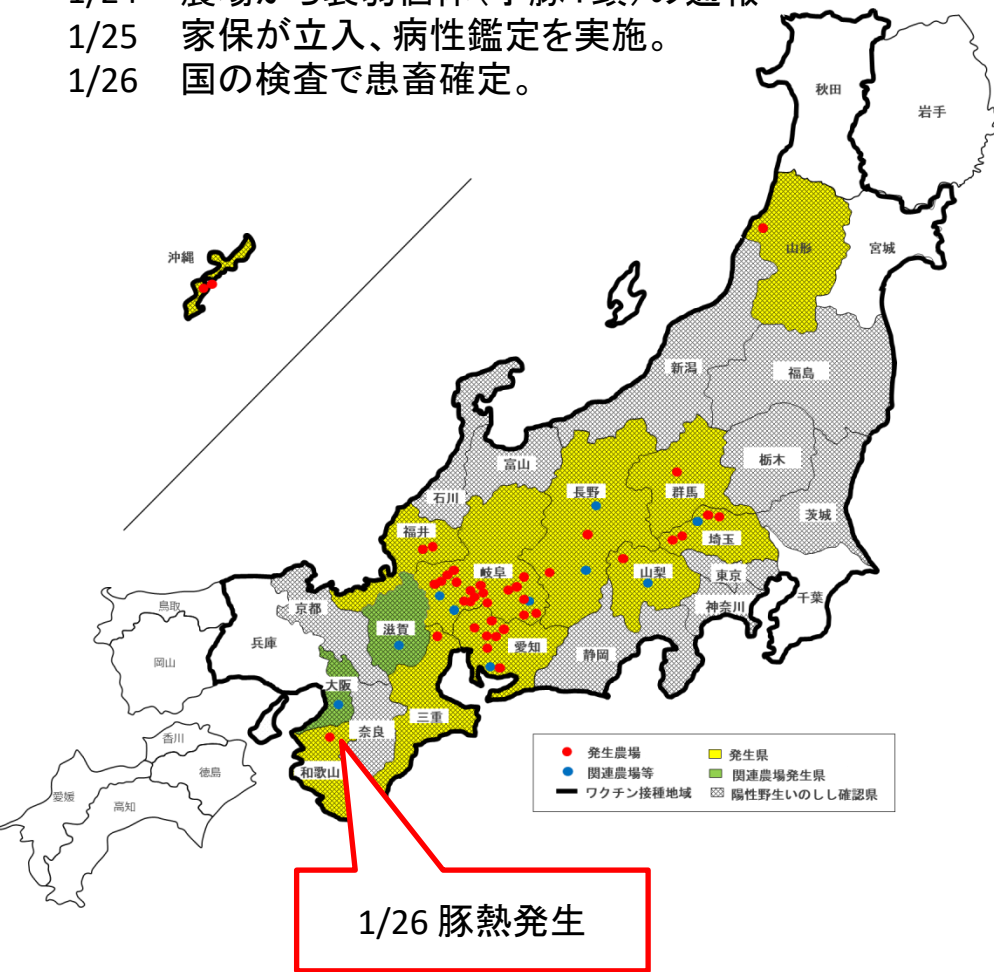 1/25 家保が立入、病性鑑定を実施。
1/26 国の検査で患畜確定。
秋田
岩手
沖縄
山形
宮城
新潟
福島
富山
栃木
石川
長野
群馬
茨城
福井
埼玉
岐阜
山梨
東京
千葉
神奈川
鳥取
京都
滋賀
兵庫
愛知
静岡
岡山
大阪
三重
奈良
香川
和歌山
徳島
愛媛
高知
発生農場 発生県
関連農場等 関連農場発生県
ワクチン接種地域 陽性野生いのしし確認県
1/26 豚熱発生